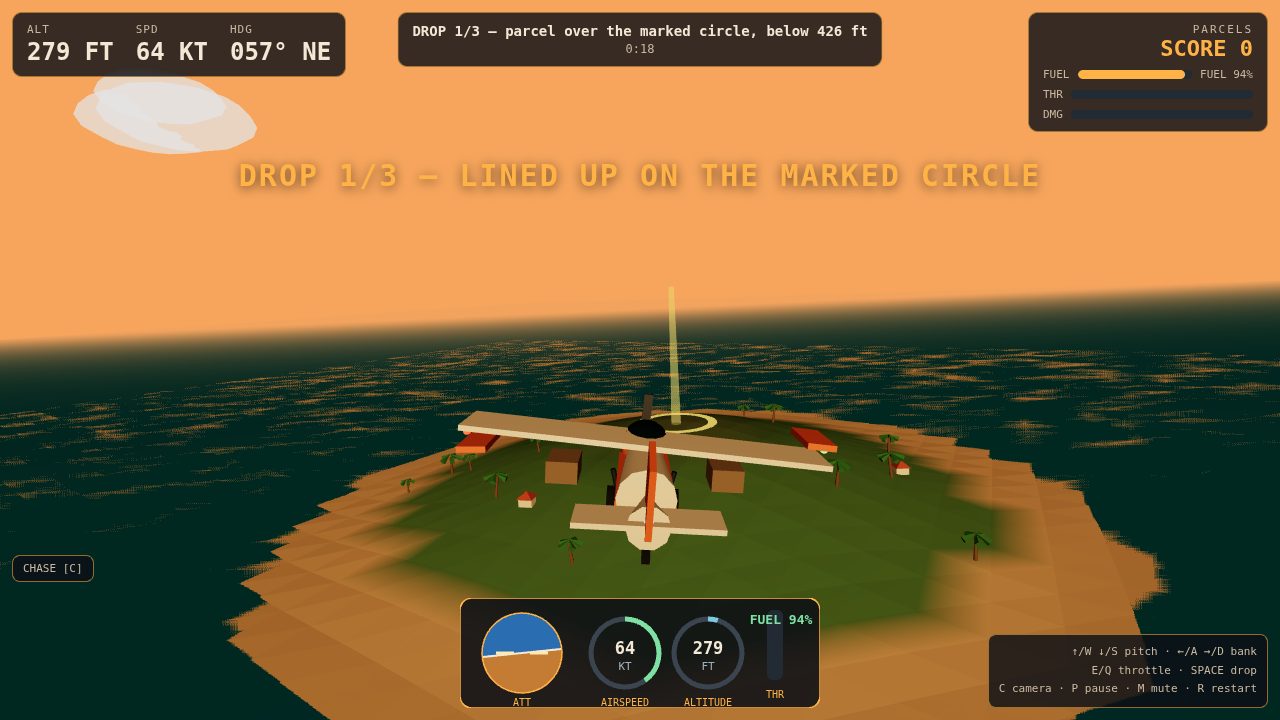 ALT SPD HDG
279 FT 64 KT 057° NE
DROP 1/3 — parcel over the marked circle, below 426 ft
0:18
PARCELS
SCORE 0
FUEL FUEL 94%
THR
DMG
DROP 1/3 — LINED UP ON THE MARKED CIRCLE
CHASE [C]
FUEL 94%
64
KT
279
FT
ATT AIRSPEED ALTITUDE THR
↑/W ↓/S pitch · ←/A →/D bank
E/Q throttle · SPACE drop
C camera · P pause · M mute · R restart